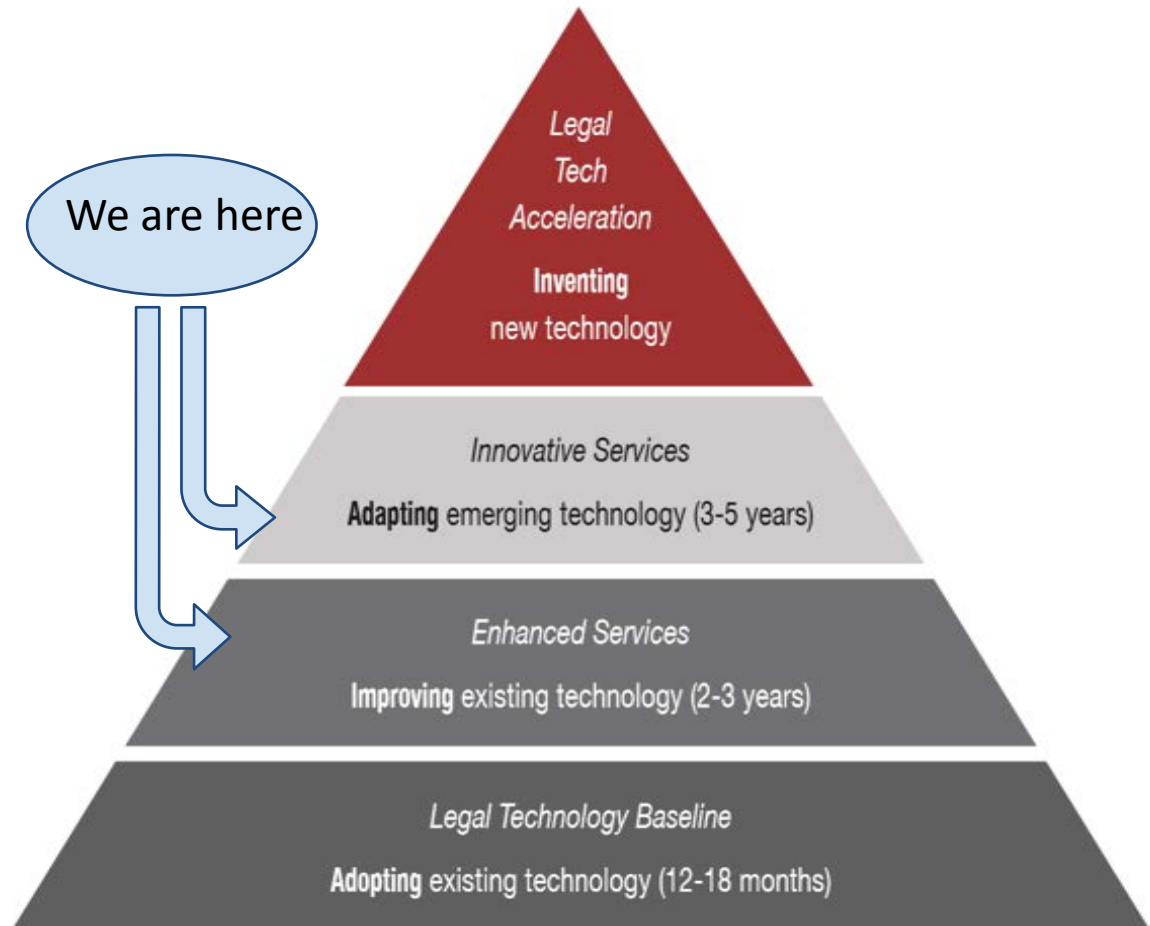 We are here
Legal
Tech
Acceleration
Inventing
new technology
Innovative Services
Adapting emerging technology (3-5 years)
Enhanced Services
Improving existing technology (2-3 years)
Legal Technology Baseline
Adopting existing technology (12-18 months)